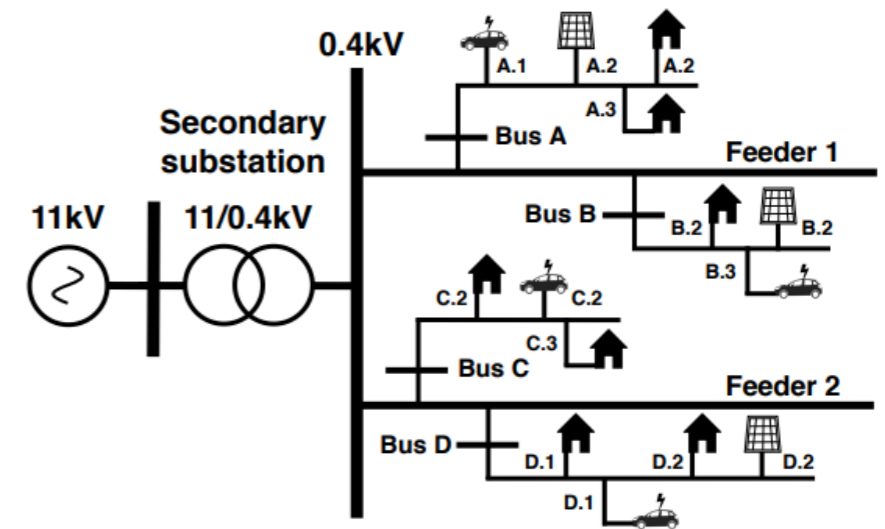 0.4kV
A.1
A.2
A.2
A.3
Secondary
substation
Bus A
Feeder 1
11kV
11/0.4kV
Bus B
B.2
B.2
B.3
C.2
C.2
C.3
Bus C
Feeder 2
Bus D
D.1
D.2
D.2
D.1